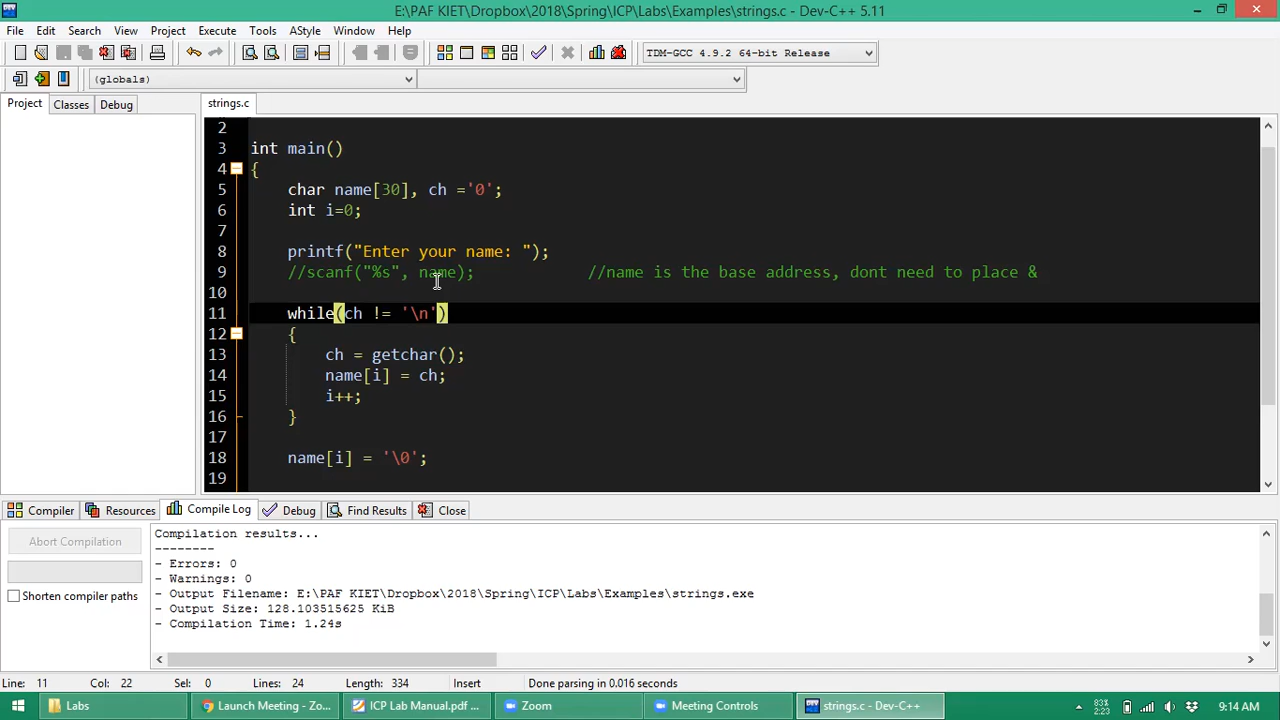 E:\PAF KIET\Dropbox\2018\Spring\ICP\Labs\Examples\strings.c - Dev-C++ 5.11
File Edit Search View Project Execute Tools AStyle Window Help
TDM-GCC 4.9.2 64-bit Release
(globals)
Project Classes Debug
strings.c
2
3 int main()
4 {
5 char name[30], ch ='0';
6 int i=0;
7
8 printf("Enter your name: ");
9 //scanf("%s", name); //name is the base address, dont need to place &
10
11 while(ch != '\n')
12 {
13 ch = getchar();
14 name[i] = ch;
15 i++;
16 }
17
18 name[i] = '\0';
19
Compiler Resources Compile Log Debug Find Results Close
Abort Compilation
Shorten compiler paths
Compilation results...
--------
- Errors: 0
- Warnings: 0
- Output Filename: E:\PAF KIET\Dropbox\2018\Spring\ICP\Labs\Examples\strings.exe
- Output Size: 128.103515625 KiB
- Compilation Time: 1.24s
Line: 11 Col: 22 Sel: 0 Lines: 24 Length: 334 Insert Done parsing in 0.016 seconds
Labs Launch Meeting - Zo... ICP Lab Manual.pdf ... Zoom Meeting Controls strings.c - Dev-C++ 83% 2:23 9:14 AM